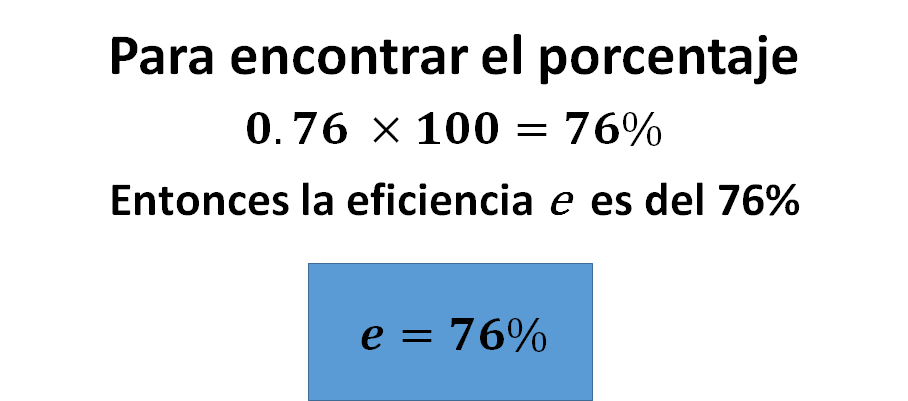 Para encontrar el porcentaje
0.76 × 100 = 76%
Entonces la eficiencia e es del 76%
e = 76%